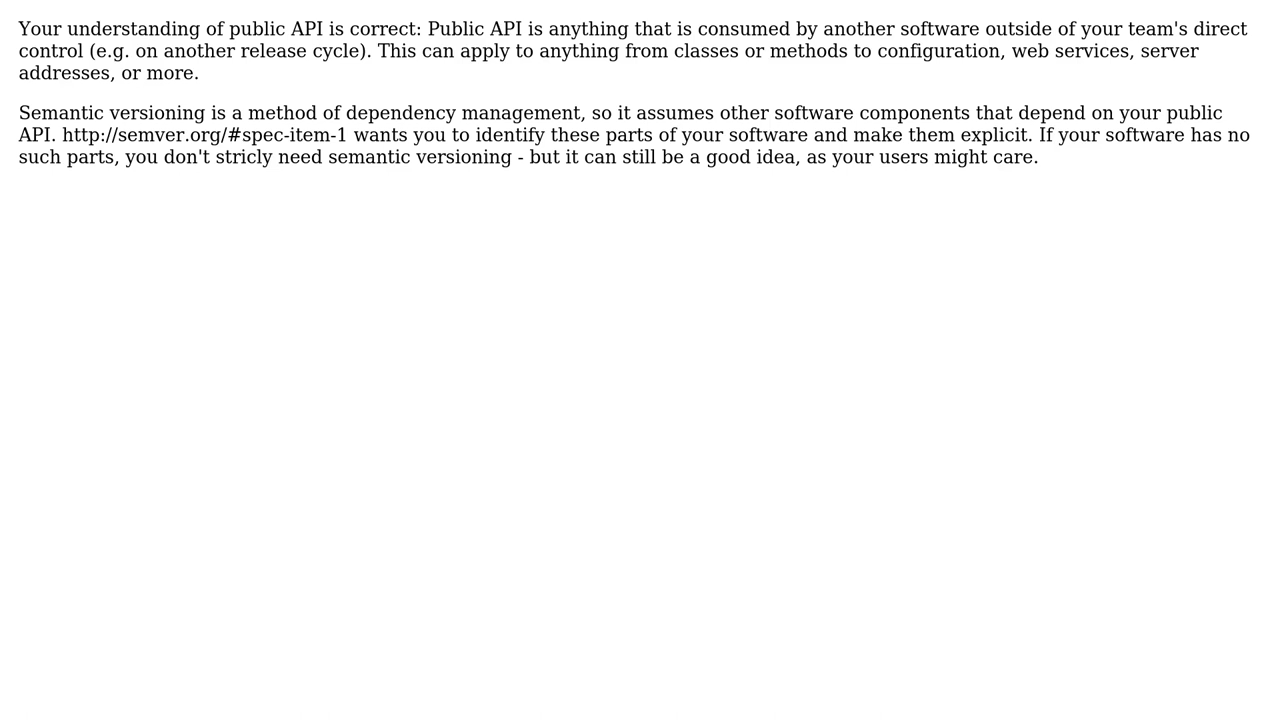 Your understanding of public API is correct: Public API is anything that is consumed by another software outside of your team's direct
control (e.g. on another release cycle). This can apply to anything from classes or methods to configuration, web services, server
addresses, or more.
Semantic versioning is a method of dependency management, so it assumes other software components that depend on your public
API. http://semver.org/#spec-item-1 wants you to identify these parts of your software and make them explicit. If your software has no
such parts, you don't stricly need semantic versioning - but it can still be a good idea, as your users might care.